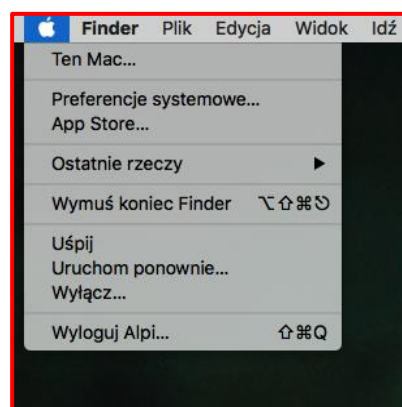 Finder Plik Edycja Widok Idź
Ten Mac...
Preferencje systemowe...
App Store...
Ostatnie rzeczy ▶
Wymuś koniec Finder ⌥⇧⌘⎋
Uśpij
Uruchom ponownie...
Wyłącz...
Wyloguj Alpi... ⇧⌘Q